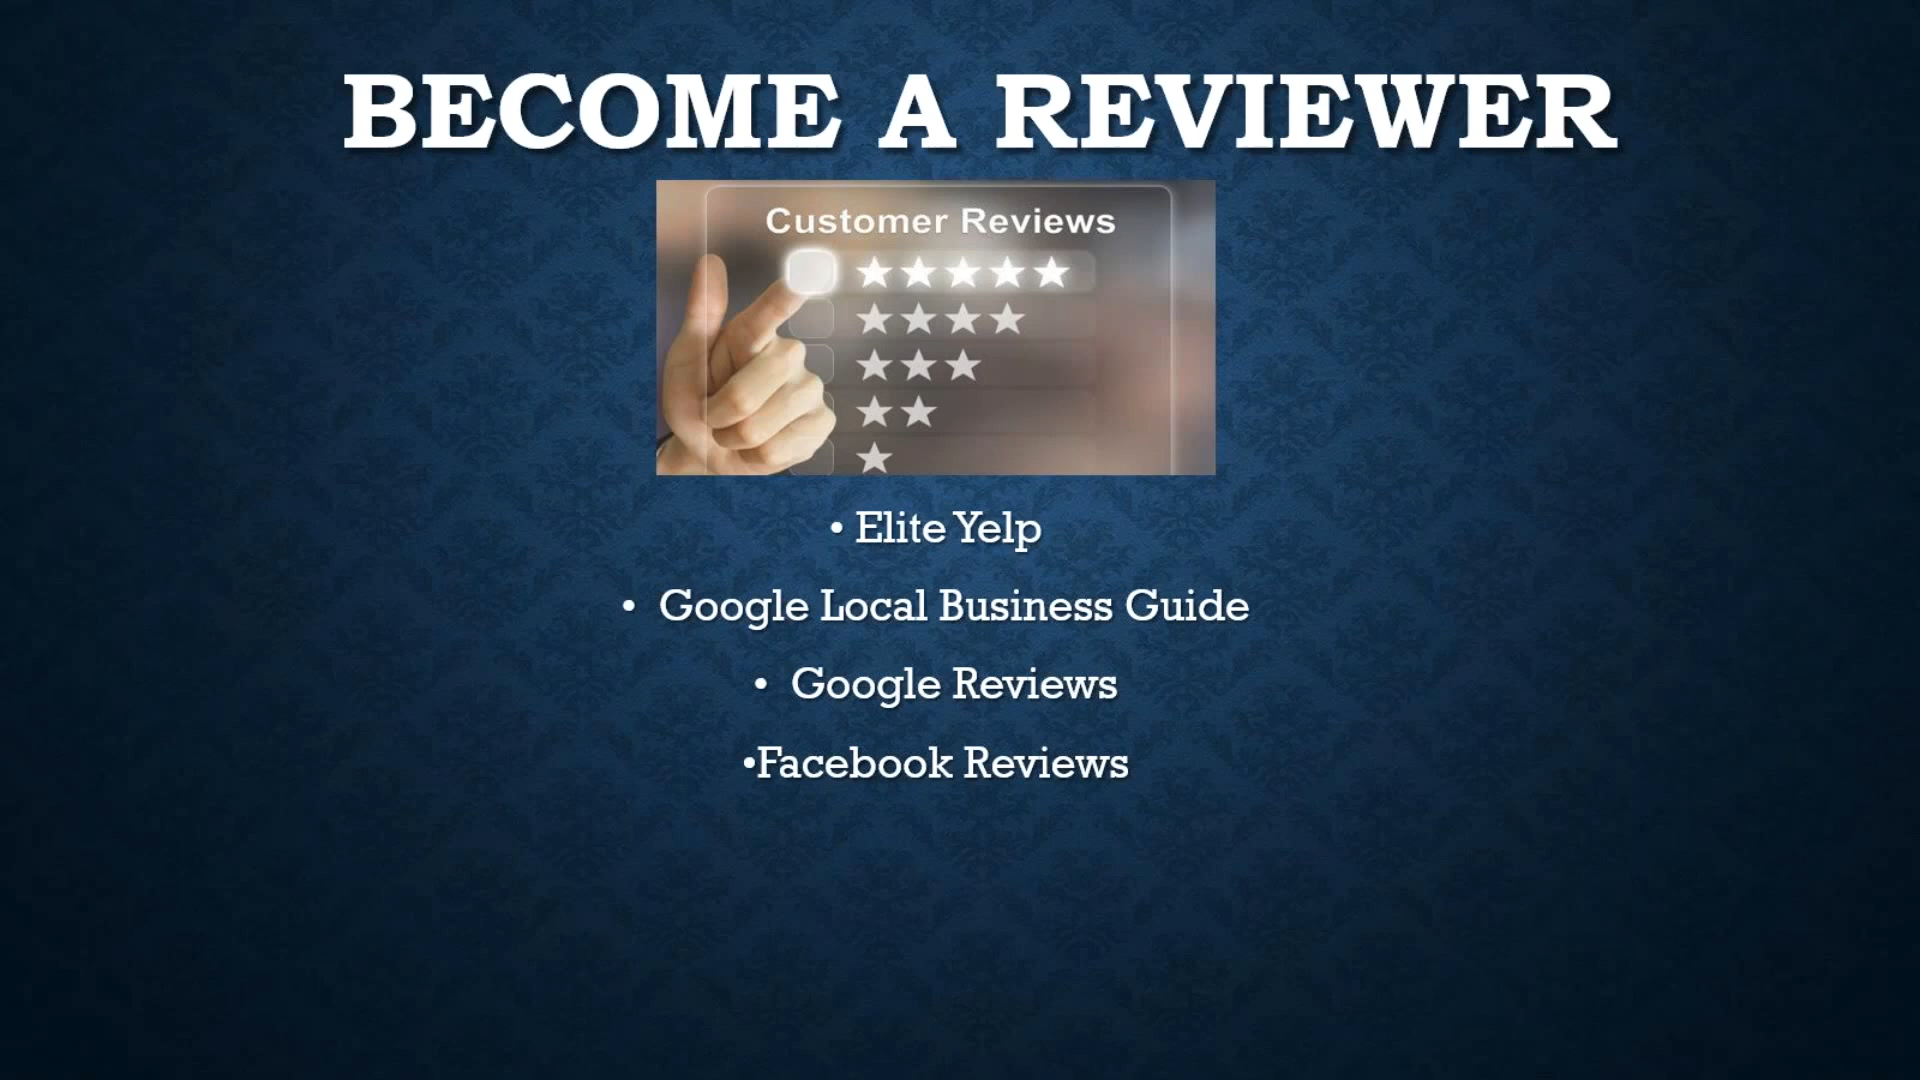 BECOME A REVIEWER
Customer Reviews
• Elite Yelp
• Google Local Business Guide
• Google Reviews
•Facebook Reviews